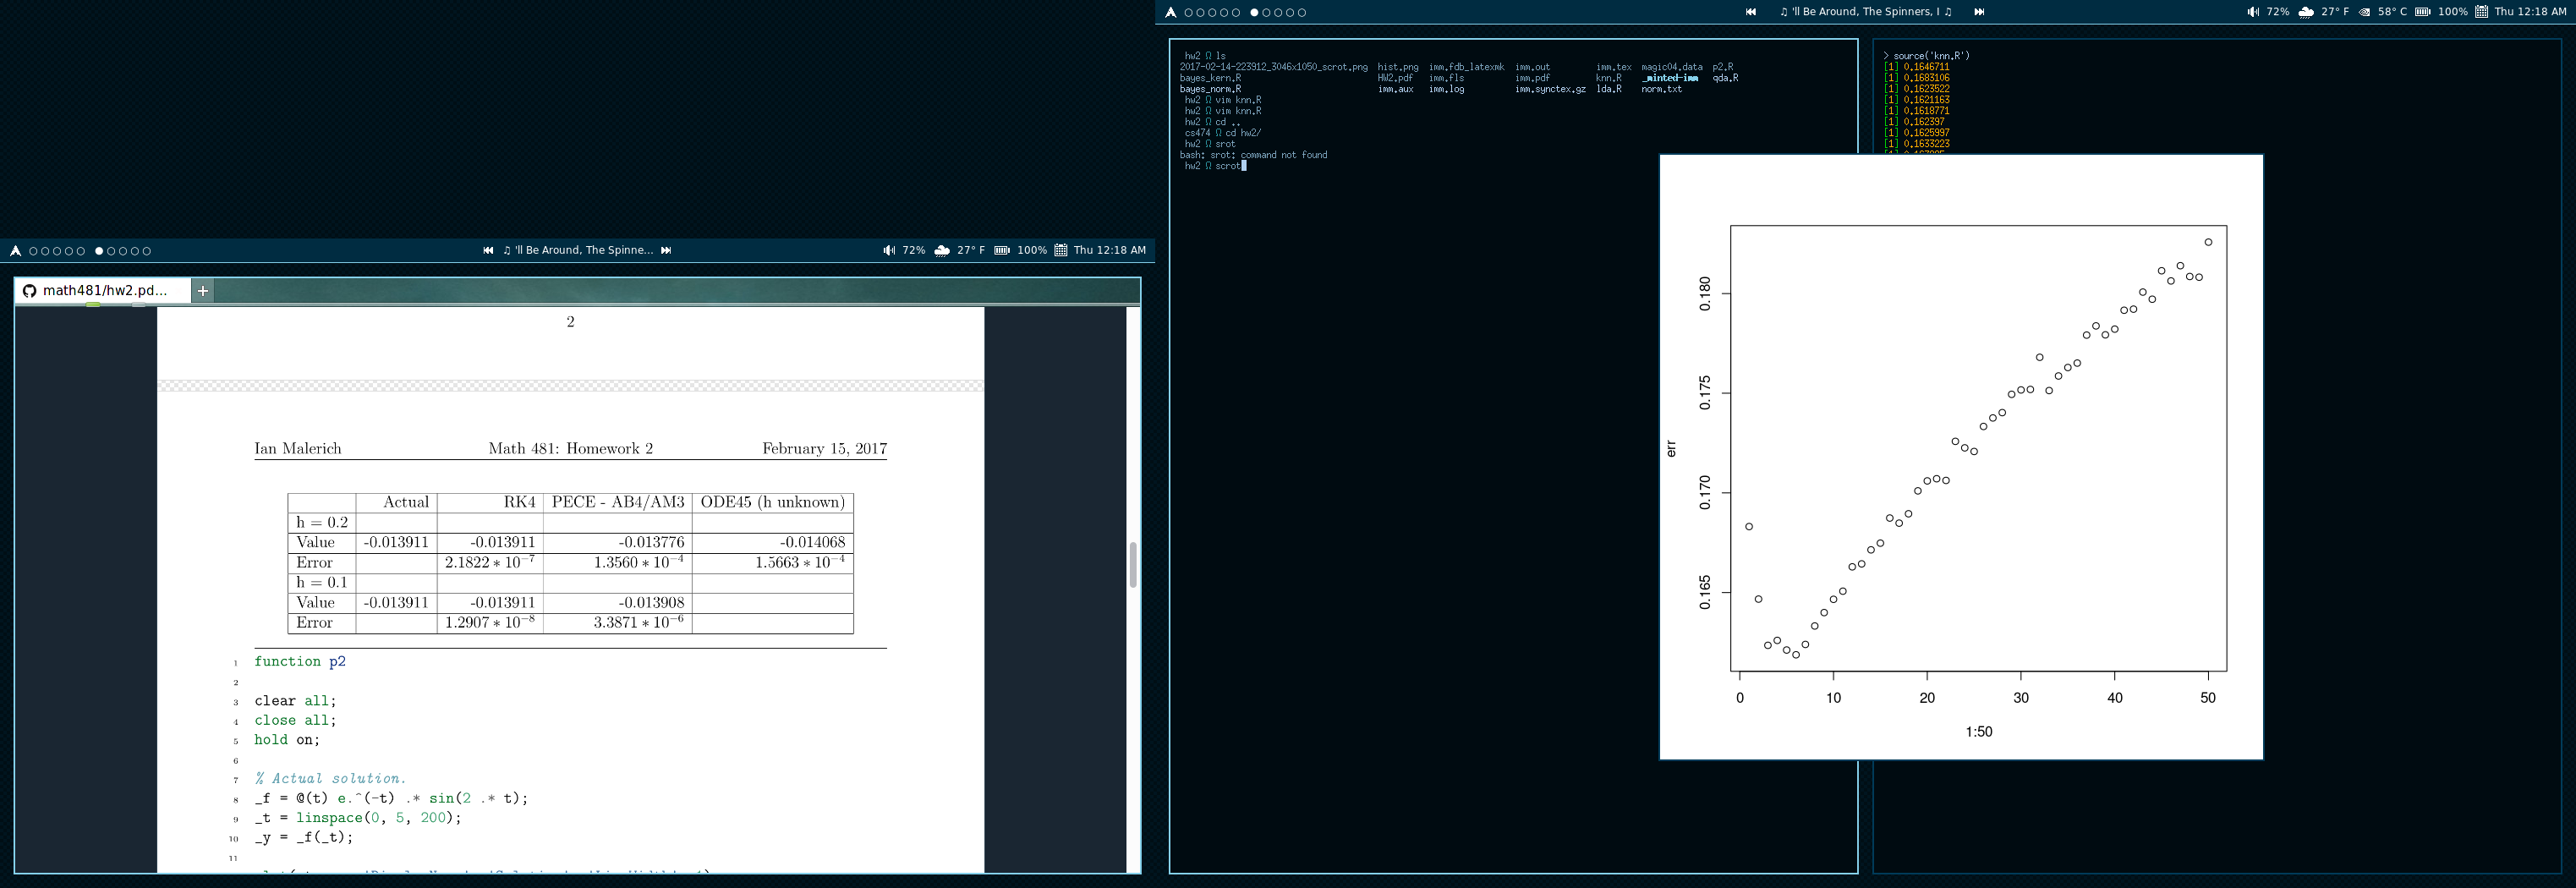 'll Be Around, The Spinne...
72%
27° F
100%
Thu 12:18 AM
math481/hw2.pd...
+
2
Ian Malerich Math 481: Homework 2 February 15, 2017
Actual RK4 PECE - AB4/AM3 ODE45 (h unknown)
h = 0.2
Value -0.013911 -0.013911 -0.013776 -0.014068
Error 2.1822 * 10^{-7} 1.3560 * 10^{-4} 1.5663 * 10^{-4}
h = 0.1
Value -0.013911 -0.013911 -0.013908
Error 1.2907 * 10^{-8} 3.3871 * 10^{-6}
1 function p2
2
3 clear all;
4 close all;
5 hold on;
6
7 % Actual solution.
8 _f = @(t) e.^(-t) .* sin(2 .* t);
9 _t = linspace(0, 5, 200);
10 _y = _f(_t);
11
'll Be Around, The Spinners, I
72%
27° F
58° C
100%
Thu 12:18 AM
hw2 Ω ls
2017-02-14-223912_3046x1050_scrot.png hist.png imm.fdb_latexmk imm.out imm.tex magic04.data p2.R
bayes_kern.R HW2.pdf imm.fls imm.pdf knn.R _minted-imm qda.R
bayes_norm.R imm.aux imm.log imm.synctex.gz lda.R norm.txt
hw2 Ω vim knn.R
hw2 Ω vim knn.R
hw2 Ω cd ..
cs474 Ω cd hw2/
hw2 Ω srot
bash: srot: command not found
hw2 Ω scrot
> source('knn.R')
[1] 0.1646711
[1] 0.1683106
[1] 0.1623522
[1] 0.1621163
[1] 0.1618771
[1] 0.162397
[1] 0.1625997
[1] 0.1633223
err
0.180
0.175
0.170
0.165
0 10 20 30 40 50
1:50